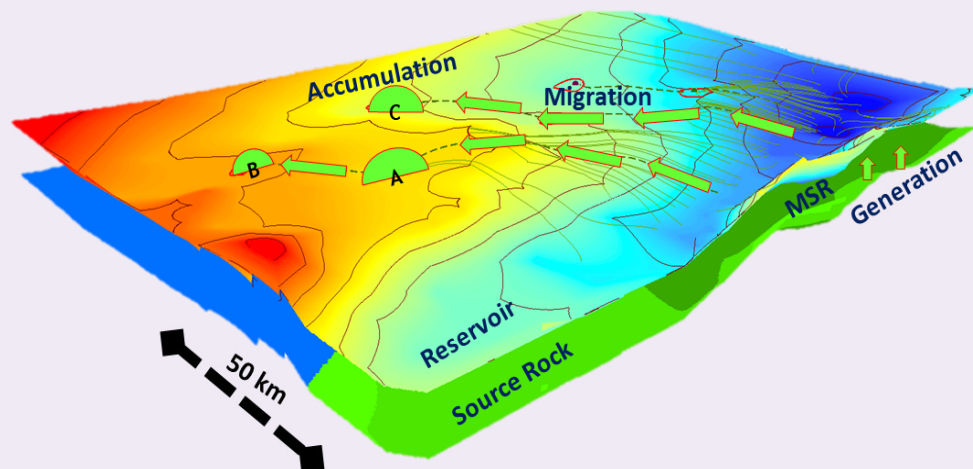 Accumulation
Migration
C
B
A
MSR
Generation
Reservoir
Source Rock
50 km